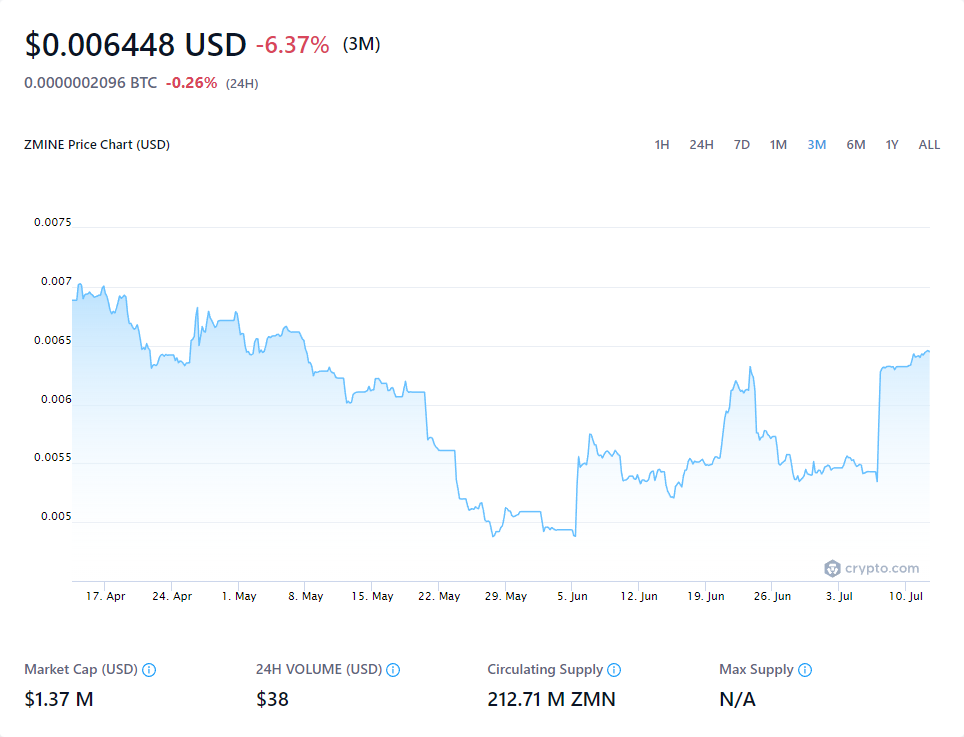 $0.006448 USD -6.37% (3M)
0.0000002096 BTC -0.26% (24H)
ZMINE Price Chart (USD) 1H 24H 7D 1M 3M 6M 1Y ALL
0.0075
0.007
0.0065
0.006
0.0055
0.005
crypto.com
17. Apr 24. Apr 1. May 8. May 15. May 22. May 29. May 5. Jun 12. Jun 19. Jun 26. Jun 3. Jul 10. Jul
Market Cap (USD) 24H VOLUME (USD) Circulating Supply Max Supply
$1.37 M $38 212.71 M ZMN N/A